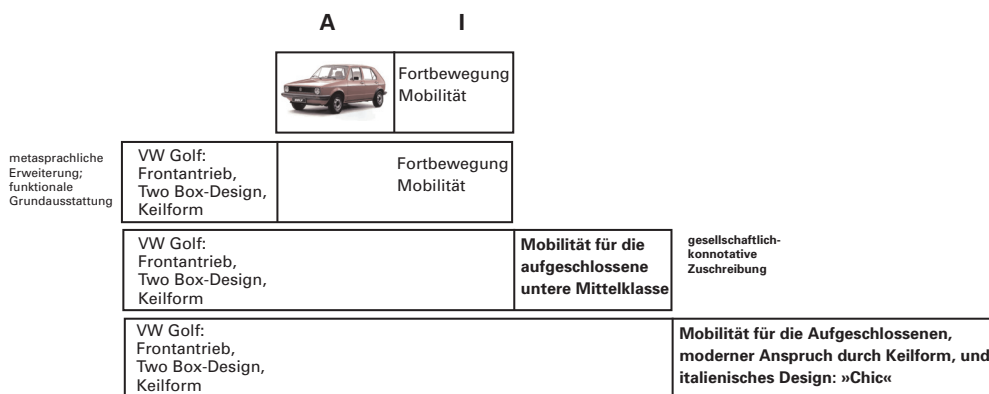 A I
Fortbewegung
Mobilität
metasprachliche
Erweiterung;
funktionale
Grundausstattung
VW Golf:
Frontantrieb,
Two Box-Design,
Keilform
Fortbewegung
Mobilität
VW Golf:
Frontantrieb,
Two Box-Design,
Keilform
Mobilität für die
aufgeschlossene
untere Mittelklasse
gesellschaftlich-
konnotative
Zuschreibung
VW Golf:
Frontantrieb,
Two Box-Design,
Keilform
Mobilität für die Aufgeschlossenen,
moderner Anspruch durch Keilform, und
italienisches Design: »Chic«